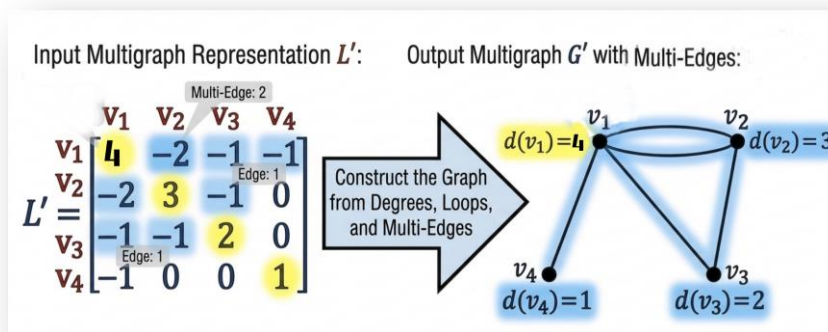 Input Multigraph Representation L′:
Output Multigraph G′ with Multi-Edges:
Multi-Edge: 2
V₁ V₂ V₃ V₄
V₁ 4 -2 -1 -1
Edge: 1
V₂ -2 3 -1 0
L′ =
V₃ -1 -1 2 0
Edge: 1
V₄ -1 0 0 1
Construct the Graph
from Degrees, Loops,
and Multi-Edges
v₁ v₂
d(v₁)=4 d(v₂)=3
v₄ v₃
d(v₄)=1 d(v₃)=2